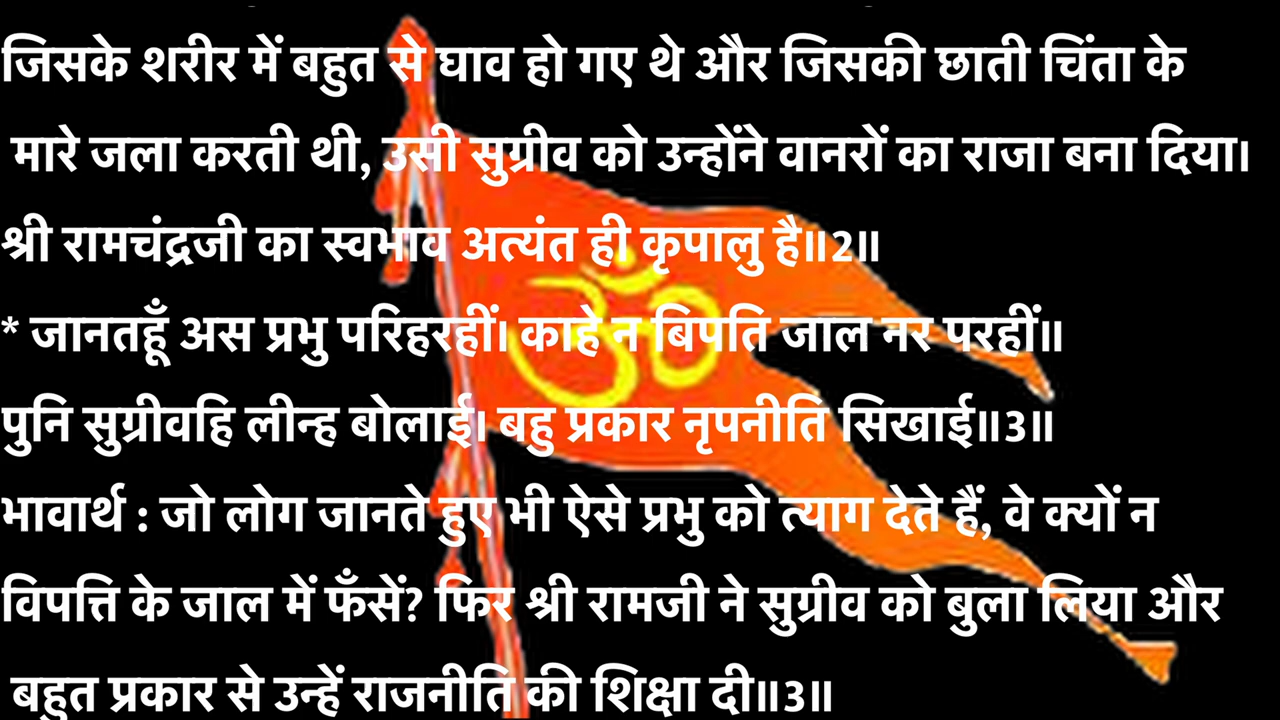 जिसके शरीर में बहुत से घाव हो गए थे और जिसकी छाती चिंता के
मारे जला करती थी, उसी सुग्रीव को उन्होंने वानरों का राजा बना दिया।
श्री रामचंद्रजी का स्वभाव अत्यंत ही कृपालु है॥2॥
* जानतहूँ अस प्रभु परिहरहीं। काहे न बिपति जाल नर परहीं॥
पुनि सुग्रीवहि लीन्ह बोलाई। बहु प्रकार नृपनीति सिखाई॥3॥
भावार्थ : जो लोग जानते हुए भी ऐसे प्रभु को त्याग देते हैं, वे क्यों न
विपत्ति के जाल में फँसें? फिर श्री रामजी ने सुग्रीव को बुला लिया और
बहुत प्रकार से उन्हें राजनीति की शिक्षा दी॥3॥